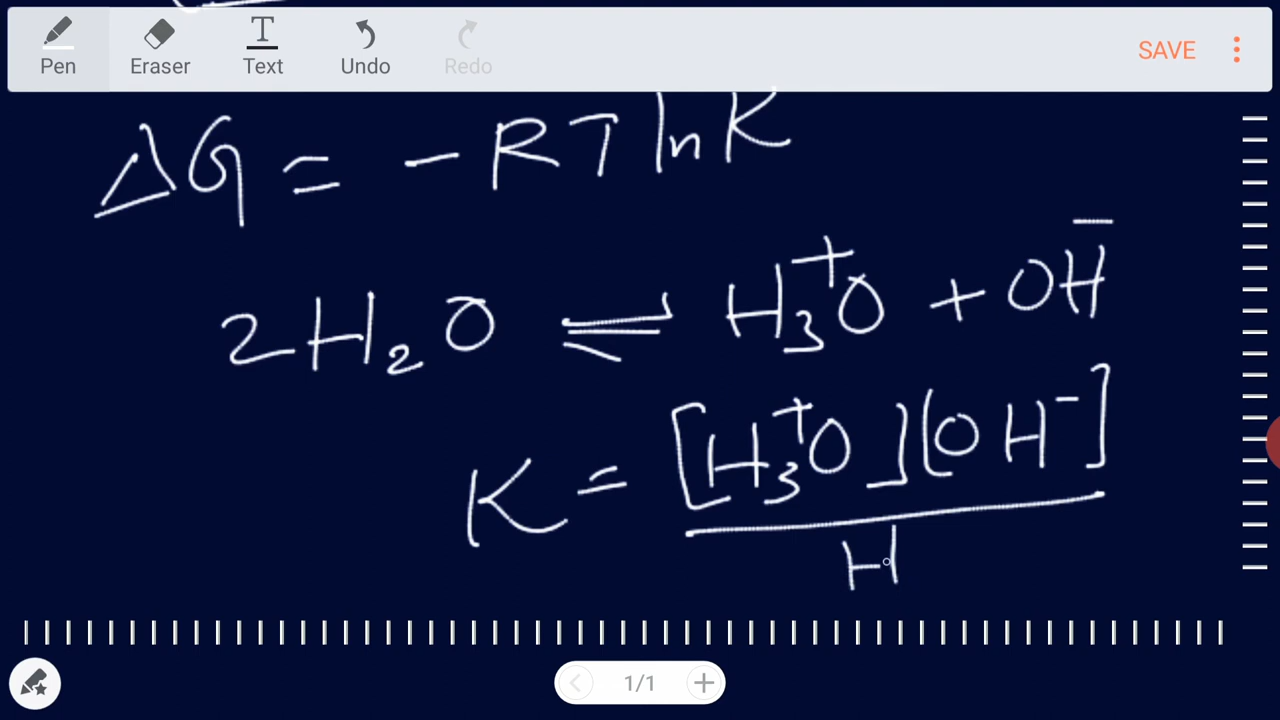 Pen Eraser Text Undo Redo SAVE
ΔG = - RT ln K
2H₂O ⇌ H₃⁺O + OH⁻
K = [H₃⁺O][OH⁻]
H
1/1